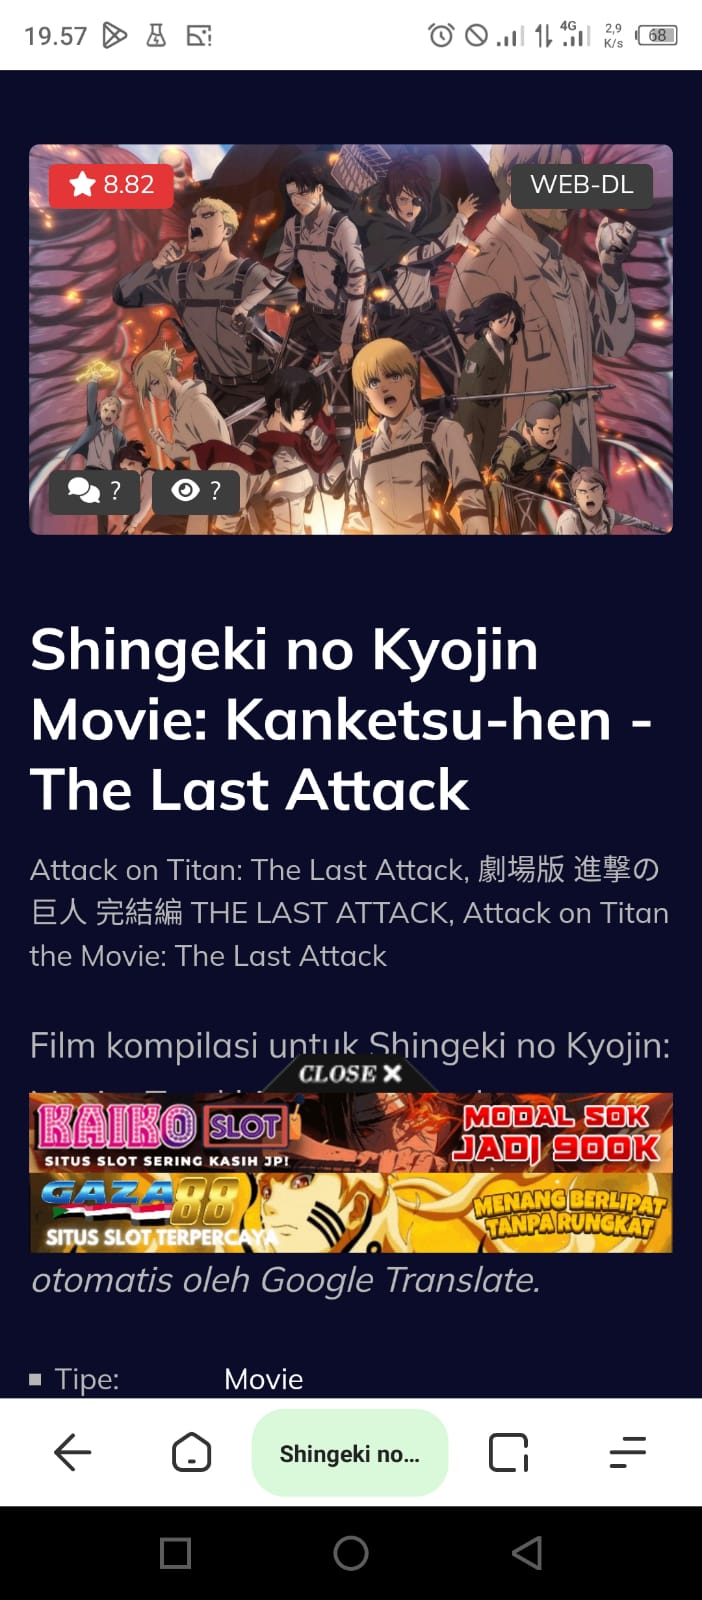 19.57
4G
2,9
K/s
68
8.82
WEB-DL
?
?
Shingeki no Kyojin
Movie: Kanketsu-hen -
The Last Attack
Attack on Titan: The Last Attack, 劇場版 進撃の
巨人 完結編 THE LAST ATTACK, Attack on Titan
the Movie: The Last Attack
Film kompilasi untuk Shingeki no Kyojin:
CLOSE
KAIKO SLOT
SITUS SLOT SERING KASIH JP!
MODAL 50K
JADI 900K
GAZA88
SITUS SLOT TERPERCAYA
MENANG BERLIPAT
TANPA RUNGKAT
otomatis oleh Google Translate.
Tipe: Movie
Shingeki no...